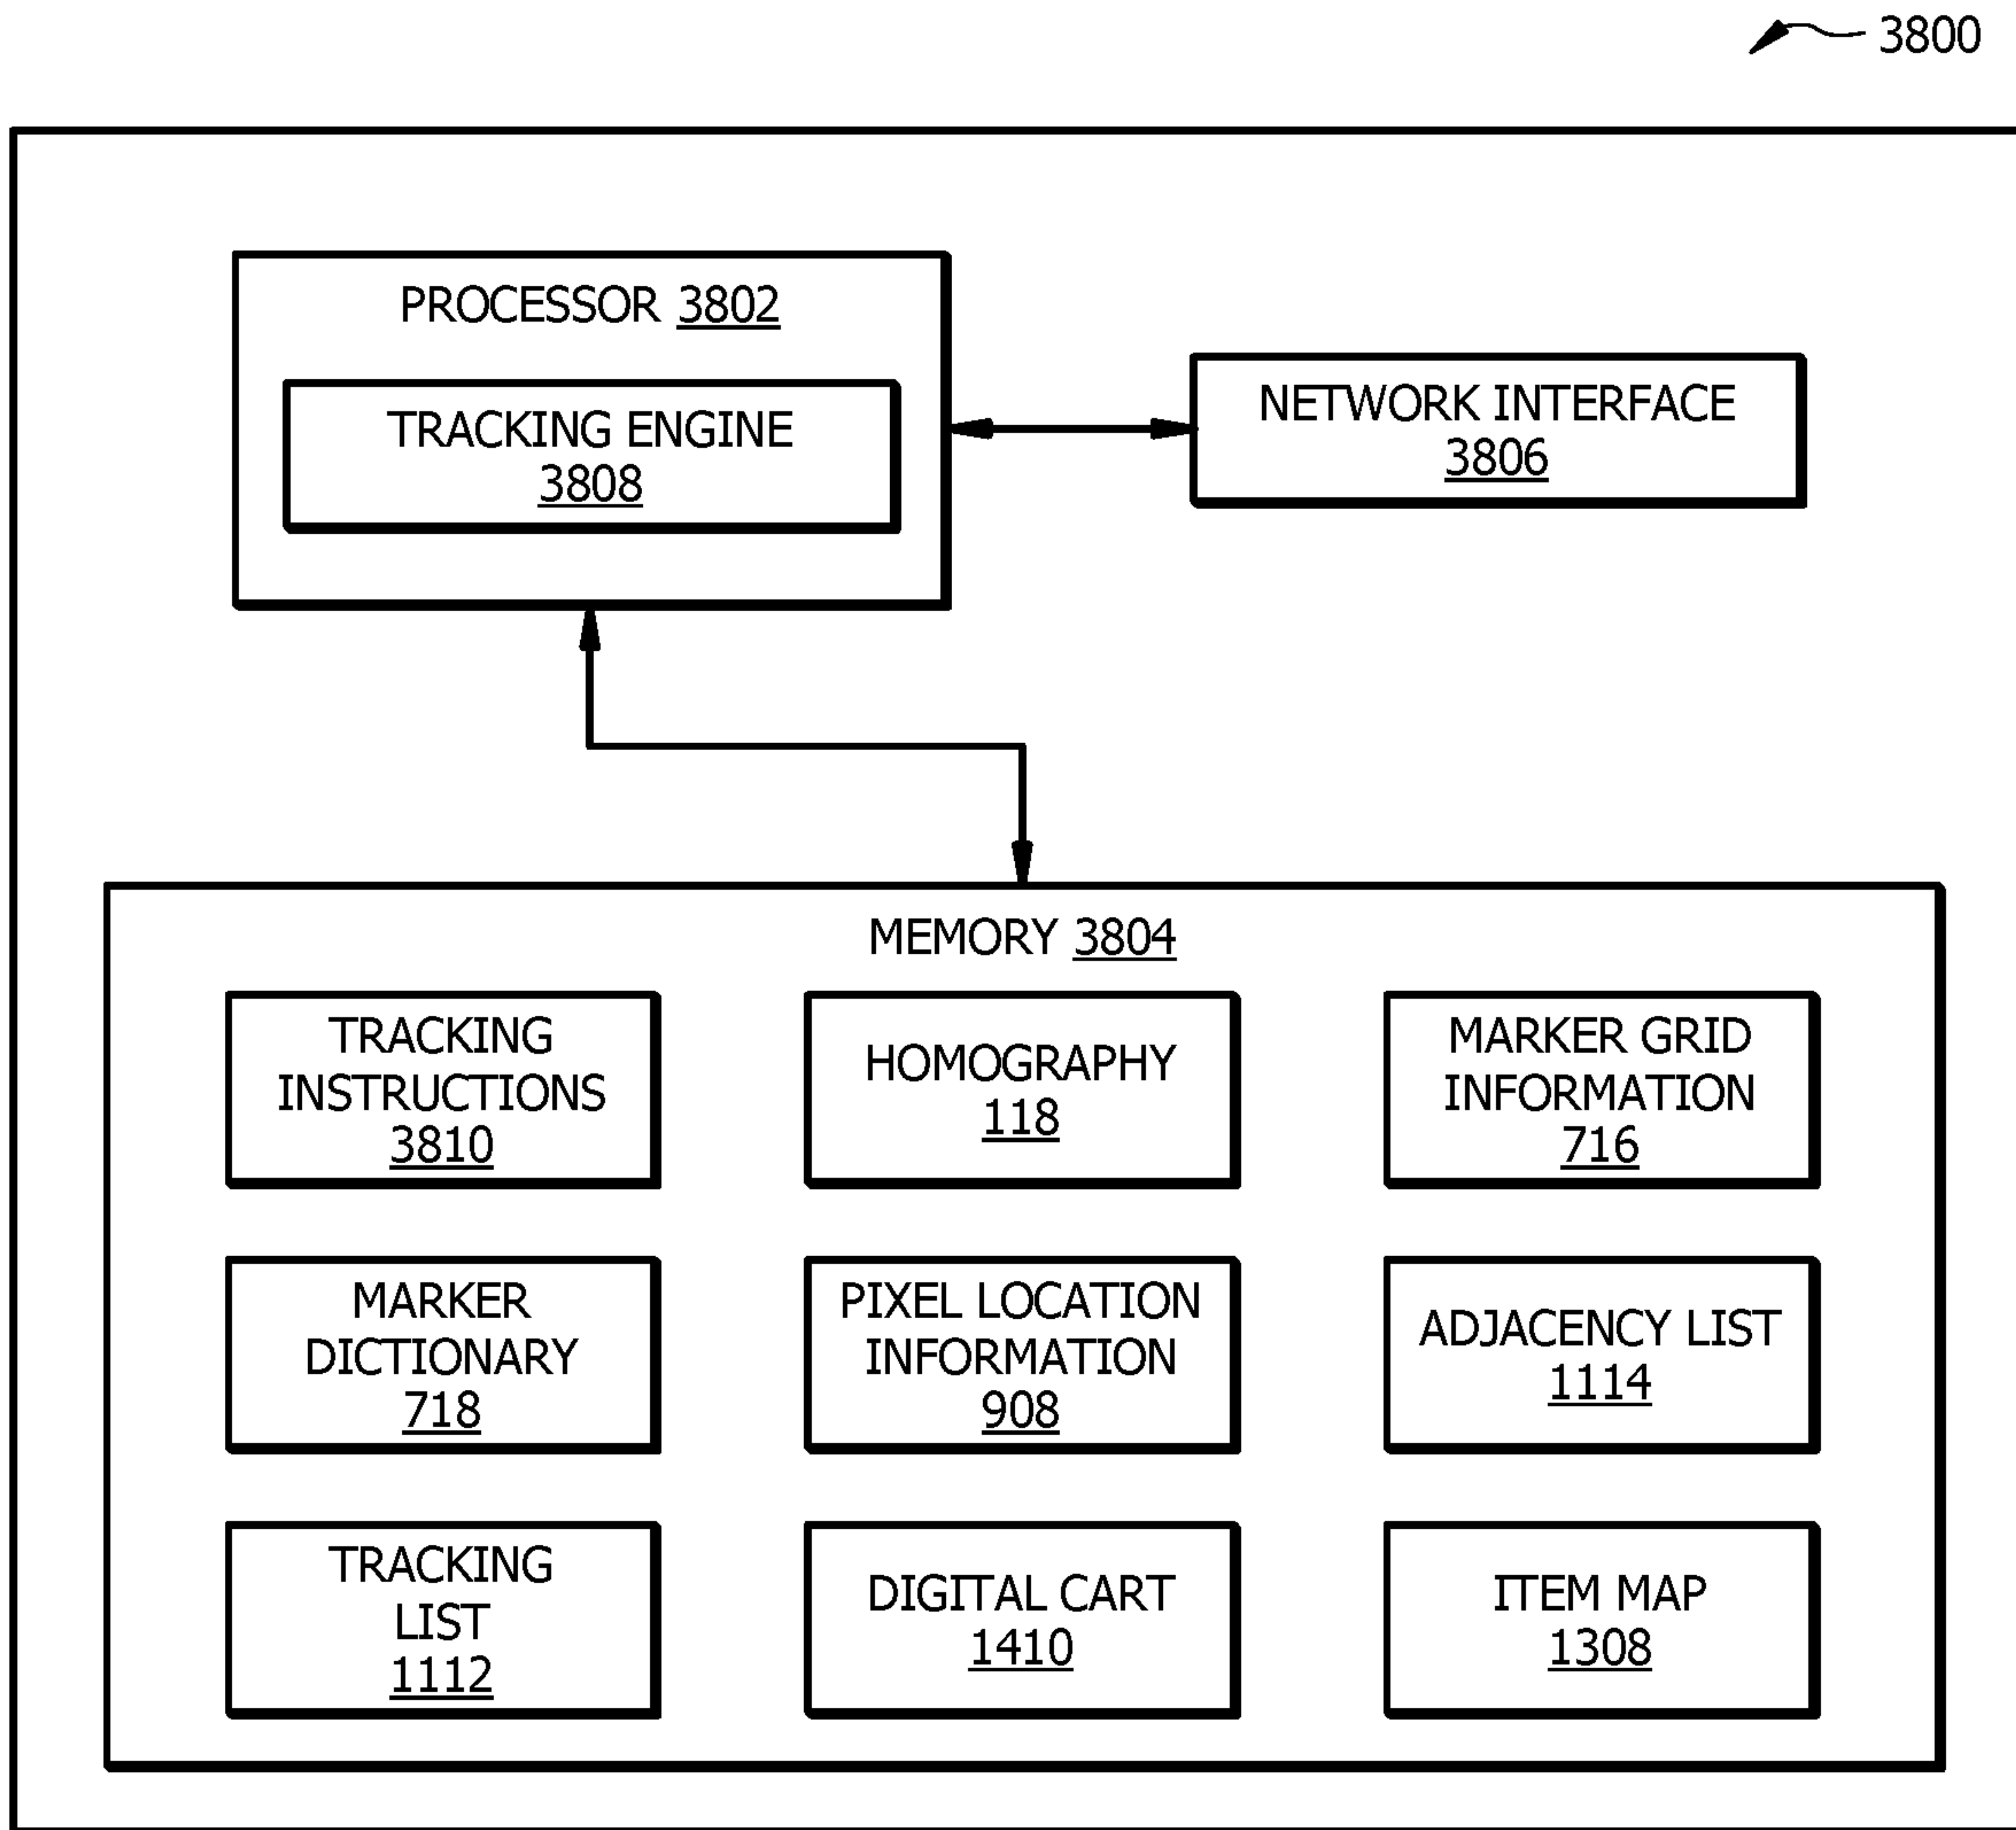 3800
PROCESSOR 3802
TRACKING ENGINE
3808
NETWORK INTERFACE
3806
MEMORY 3804
TRACKING
INSTRUCTIONS
3810
HOMOGRAPHY
118
MARKER GRID
INFORMATION
716
MARKER
DICTIONARY
718
PIXEL LOCATION
INFORMATION
908
ADJACENCY LIST
1114
TRACKING
LIST
1112
DIGITAL CART
1410
ITEM MAP
1308